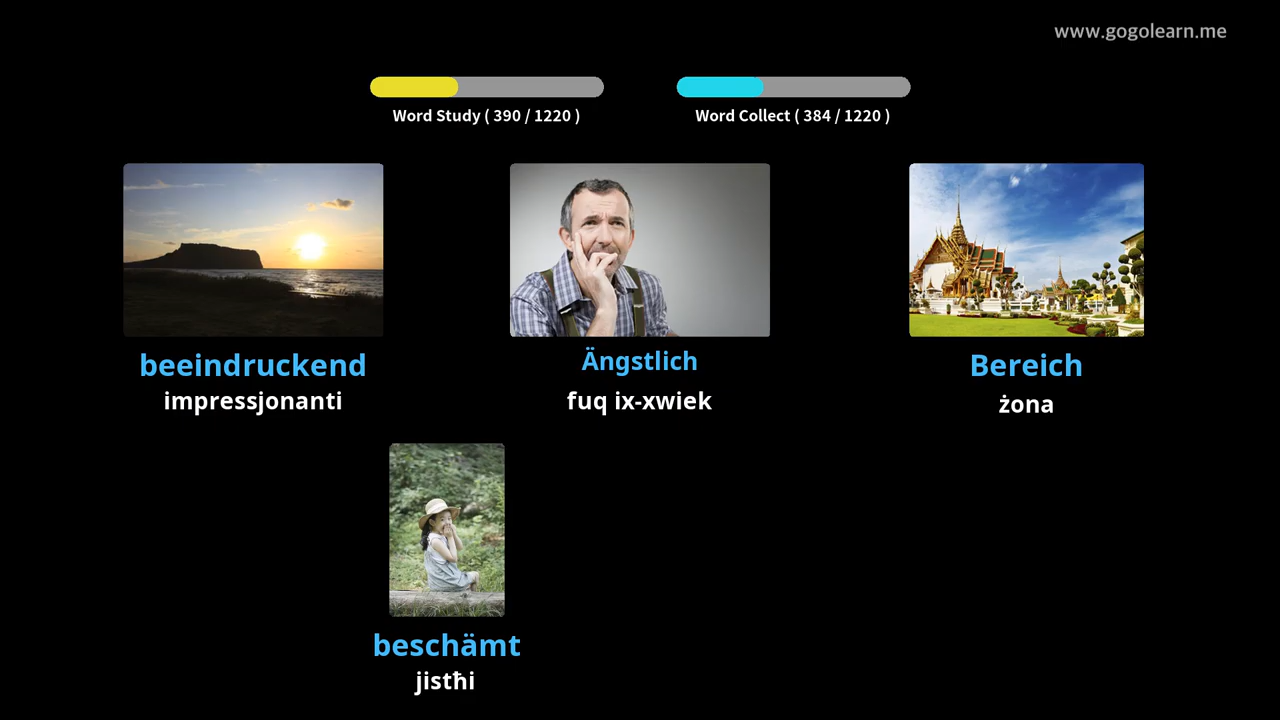 www.gogolearn.me
Word Study ( 390 / 1220 )
Word Collect ( 384 / 1220 )
beeindruckend
impressjonanti
Ängstlich
fuq ix-xwiek
Bereich
żona
beschämt
jistħi